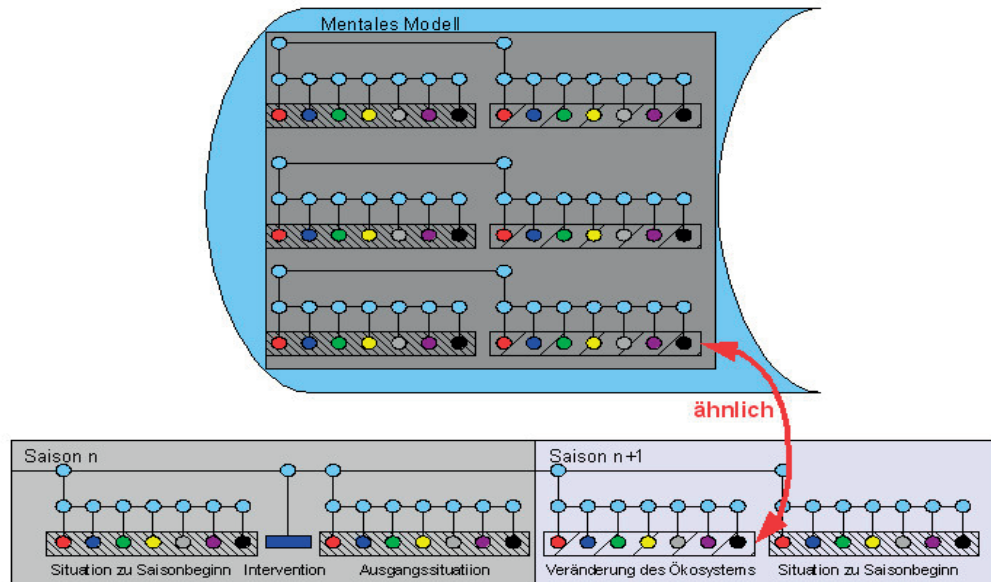 Mentales Modell
ähnlich
Saison n
Saison n+1
Situation zu Saisonbeginn
Intervention
Ausgangssituatiion
Veränderung des Ökosystems
Situation zu Saisonbeginn